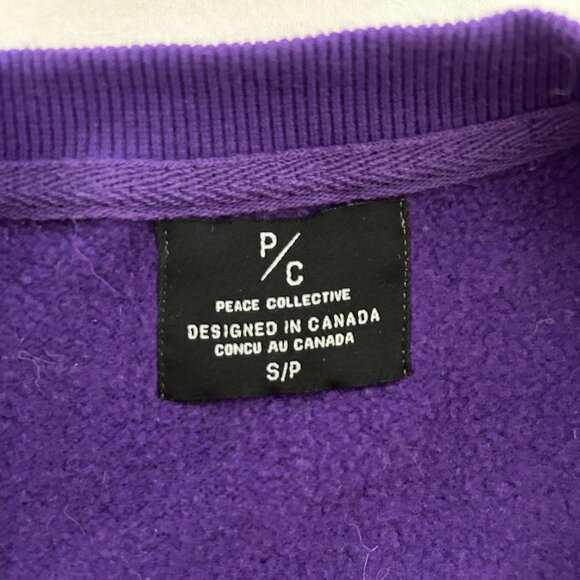 P/C
PEACE COLLECTIVE
DESIGNED IN CANADA
CONCU AU CANADA
S/P